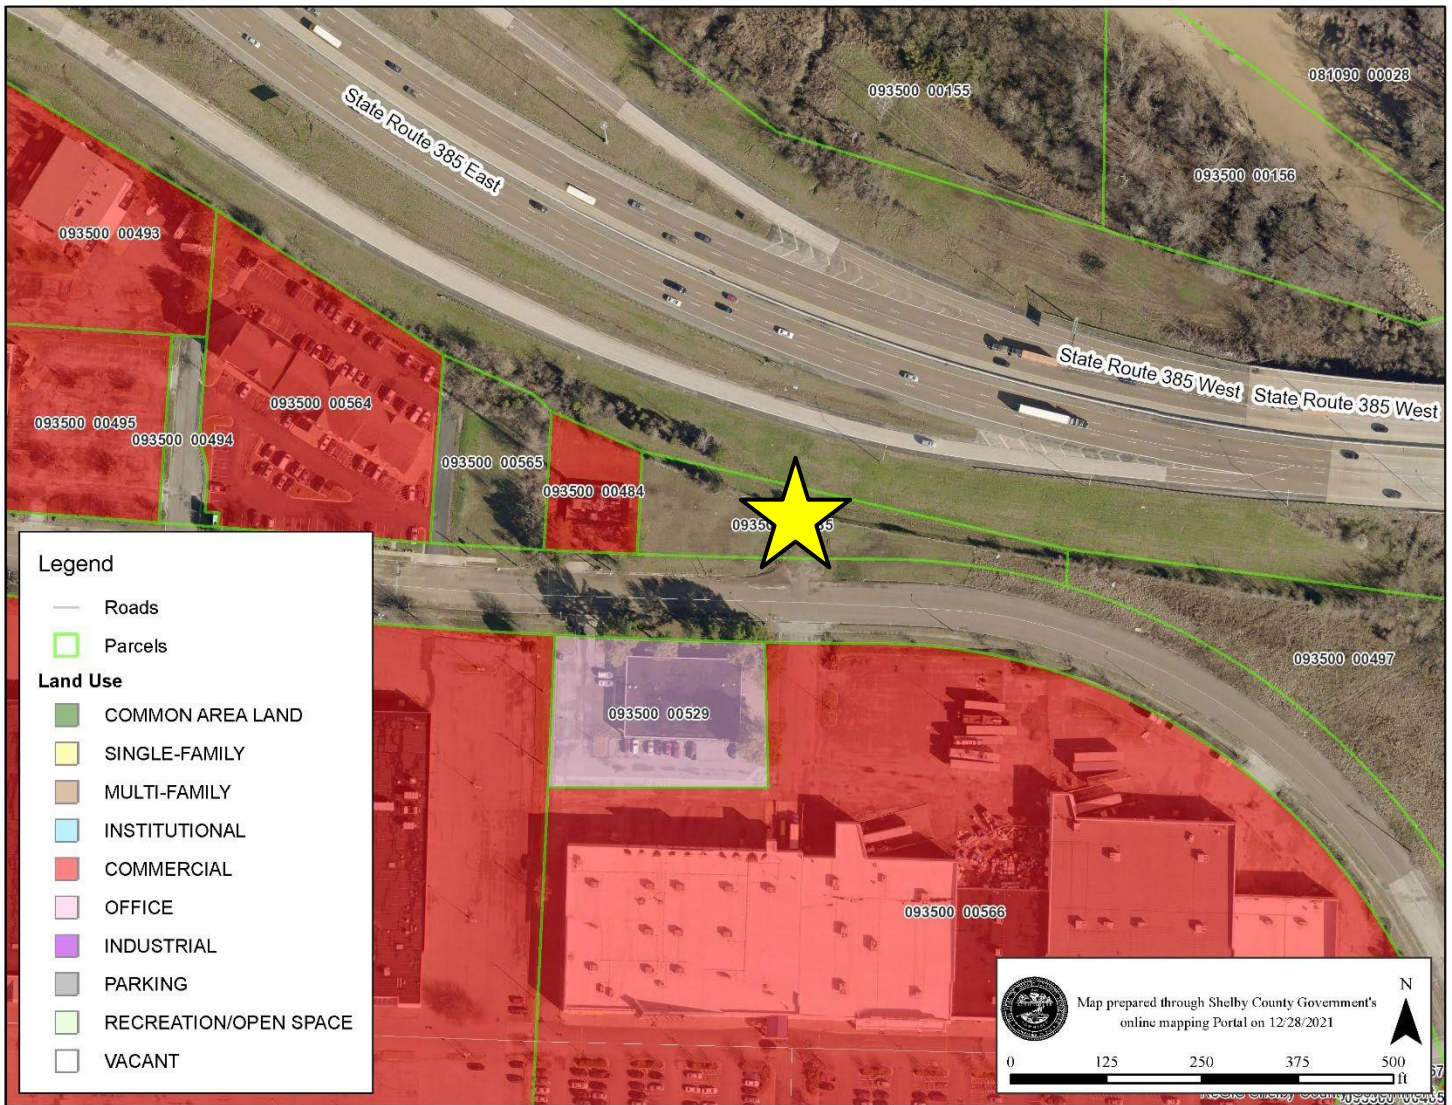 081090 00028
093500 00155
State Route 385 East
093500 00156
093500 00493
State Route 385 West
State Route 385 West
093500 00564
093500 00495
093500 00494
093500 00565
093500 00484
093500 00497
093500 00529
093500 00566
Legend
Roads
Parcels
Land Use
COMMON AREA LAND
SINGLE-FAMILY
MULTI-FAMILY
INSTITUTIONAL
COMMERCIAL
OFFICE
INDUSTRIAL
PARKING
RECREATION/OPEN SPACE
VACANT
N
Map prepared through Shelby County Government's
online mapping Portal on 12/28/2021
0 125 250 375 500
ft